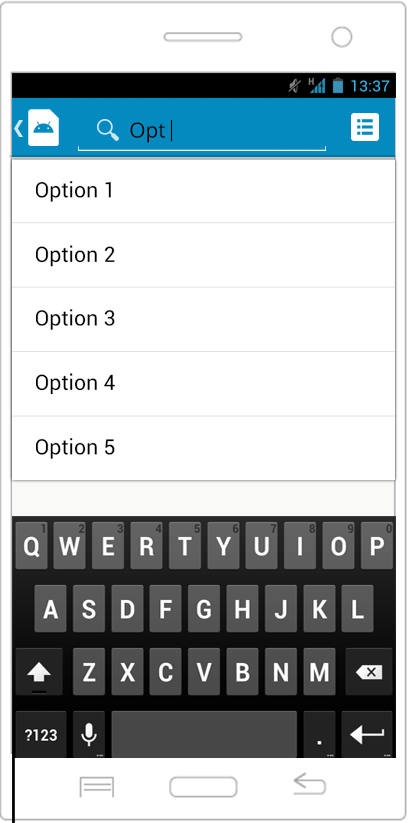 H 13:37
Opt
Option 1
Option 2
Option 3
Option 4
Option 5
1 2 3 4 5 6 7 8 9 0
Q W E R T Y U I O P
A S D F G H J K L
Z X C V B N M
?123 . ...